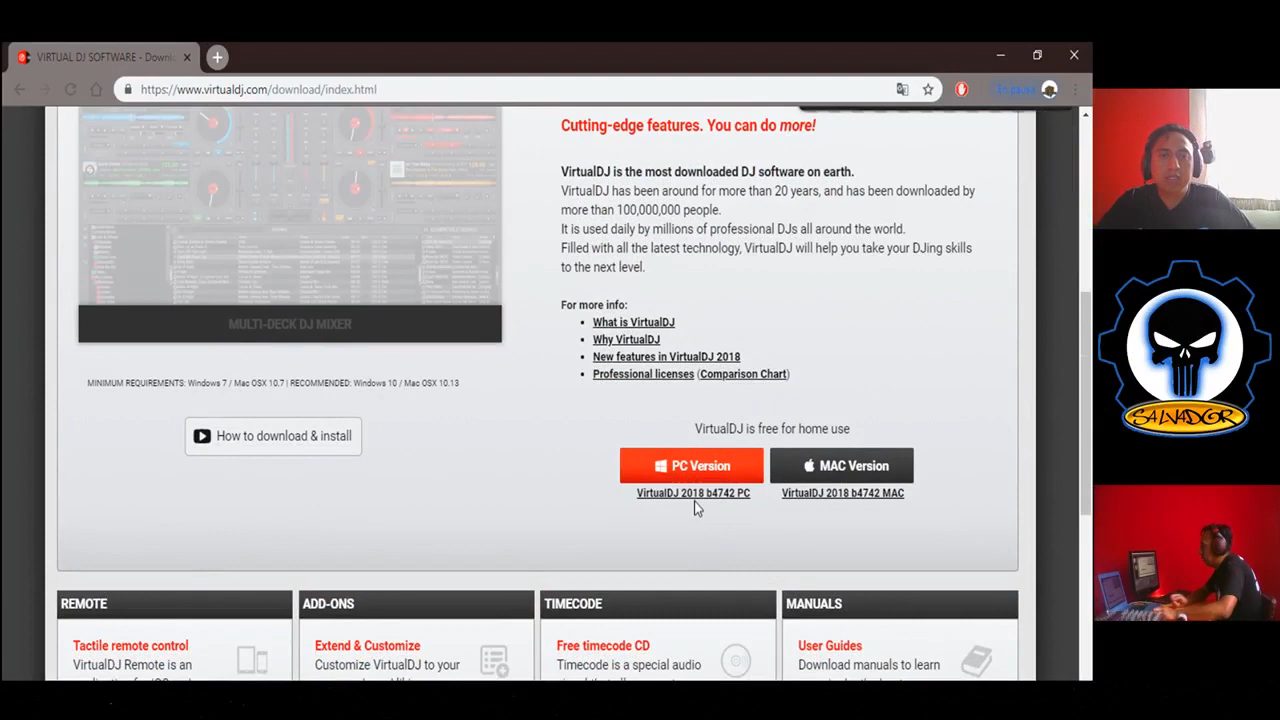 VIRTUAL DJ SOFTWARE - Downl
https://www.virtualdj.com/download/index.html
Cutting-edge features. You can do more!
VirtualDJ is the most downloaded DJ software on earth.
VirtualDJ has been around for more than 20 years, and has been downloaded by
more than 100,000,000 people.
It is used daily by millions of professional DJs all around the world.
Filled with all the latest technology, VirtualDJ will help you take your DJing skills
to the next level.
MULTI-DECK DJ MIXER
For more info:
What is VirtualDJ
Why VirtualDJ
New features in VirtualDJ 2018
Professional licenses (Comparison Chart)
MINIMUM REQUIREMENTS: Windows 7 / Mac OSX 10.7 | RECOMMENDED: Windows 10 / Mac OSX 10.13
How to download & install
VirtualDJ is free for home use
PC Version
MAC Version
VirtualDJ 2018 b4742 PC
VirtualDJ 2018 b4742 MAC
REMOTE
ADD-ONS
TIMECODE
MANUALS
Tactile remote control
VirtualDJ Remote is an
Extend & Customize
Customize VirtualDJ to your
Free timecode CD
Timecode is a special audio
User Guides
Download manuals to learn
SALVADOR